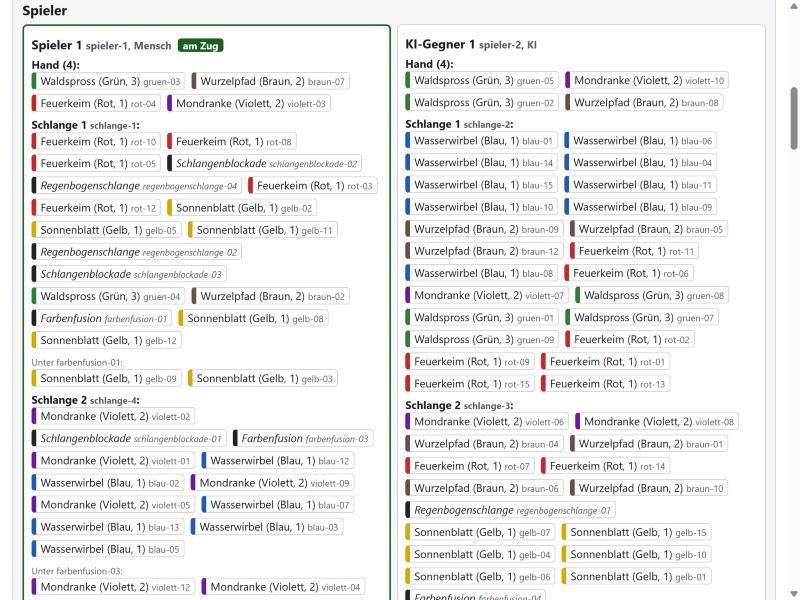 Spieler
Spieler 1 spieler-1, Mensch am Zug
Hand (4):
Waldspross (Grün, 3) gruen-03 Wurzelpfad (Braun, 2) braun-07
Feuerkeim (Rot, 1) rot-04 Mondranke (Violett, 2) violett-03
Schlange 1 schlange-1:
Feuerkeim (Rot, 1) rot-10 Feuerkeim (Rot, 1) rot-08
Feuerkeim (Rot, 1) rot-05 Schlangenblockade schlangenblockade-02
Regenbogenschlange regenbogenschlange-04 Feuerkeim (Rot, 1) rot-03
Feuerkeim (Rot, 1) rot-12 Sonnenblatt (Gelb, 1) gelb-02
Sonnenblatt (Gelb, 1) gelb-05 Sonnenblatt (Gelb, 1) gelb-11
Regenbogenschlange regenbogenschlange-02
Schlangenblockade schlangenblockade-03
Waldspross (Grün, 3) gruen-04 Wurzelpfad (Braun, 2) braun-02
Farbenfusion farbenfusion-01 Sonnenblatt (Gelb, 1) gelb-08
Sonnenblatt (Gelb, 1) gelb-12
Unter farbenfusion-01:
Sonnenblatt (Gelb, 1) gelb-09 Sonnenblatt (Gelb, 1) gelb-03
Schlange 2 schlange-4:
Mondranke (Violett, 2) violett-02
Schlangenblockade schlangenblockade-01 Farbenfusion farbenfusion-03
Mondranke (Violett, 2) violett-01 Wasserwirbel (Blau, 1) blau-12
Wasserwirbel (Blau, 1) blau-02 Mondranke (Violett, 2) violett-09
Mondranke (Violett, 2) violett-05 Wasserwirbel (Blau, 1) blau-07
Wasserwirbel (Blau, 1) blau-13 Wasserwirbel (Blau, 1) blau-03
Wasserwirbel (Blau, 1) blau-05
Unter farbenfusion-03:
Mondranke (Violett, 2) violett-12 Mondranke (Violett, 2) violett-04
KI-Gegner 1 spieler-2, KI
Hand (4):
Waldspross (Grün, 3) gruen-05 Mondranke (Violett, 2) violett-10
Waldspross (Grün, 3) gruen-02 Wurzelpfad (Braun, 2) braun-08
Schlange 1 schlange-2:
Wasserwirbel (Blau, 1) blau-01 Wasserwirbel (Blau, 1) blau-06
Wasserwirbel (Blau, 1) blau-14 Wasserwirbel (Blau, 1) blau-04
Wasserwirbel (Blau, 1) blau-15 Wasserwirbel (Blau, 1) blau-11
Wasserwirbel (Blau, 1) blau-10 Wasserwirbel (Blau, 1) blau-09
Wurzelpfad (Braun, 2) braun-09 Wurzelpfad (Braun, 2) braun-05
Wurzelpfad (Braun, 2) braun-12 Feuerkeim (Rot, 1) rot-11
Wasserwirbel (Blau, 1) blau-08 Feuerkeim (Rot, 1) rot-06
Mondranke (Violett, 2) violett-07 Waldspross (Grün, 3) gruen-08
Waldspross (Grün, 3) gruen-01 Waldspross (Grün, 3) gruen-07
Waldspross (Grün, 3) gruen-09 Feuerkeim (Rot, 1) rot-02
Feuerkeim (Rot, 1) rot-09 Feuerkeim (Rot, 1) rot-01
Feuerkeim (Rot, 1) rot-15 Feuerkeim (Rot, 1) rot-13
Schlange 2 schlange-3:
Mondranke (Violett, 2) violett-06 Mondranke (Violett, 2) violett-08
Wurzelpfad (Braun, 2) braun-04 Wurzelpfad (Braun, 2) braun-01
Feuerkeim (Rot, 1) rot-07 Feuerkeim (Rot, 1) rot-14
Wurzelpfad (Braun, 2) braun-06 Wurzelpfad (Braun, 2) braun-10
Regenbogenschlange regenbogenschlange-01
Sonnenblatt (Gelb, 1) gelb-07 Sonnenblatt (Gelb, 1) gelb-15
Sonnenblatt (Gelb, 1) gelb-04 Sonnenblatt (Gelb, 1) gelb-10
Sonnenblatt (Gelb, 1) gelb-06 Sonnenblatt (Gelb, 1) gelb-01
Farbenfusion farbenfusion-04